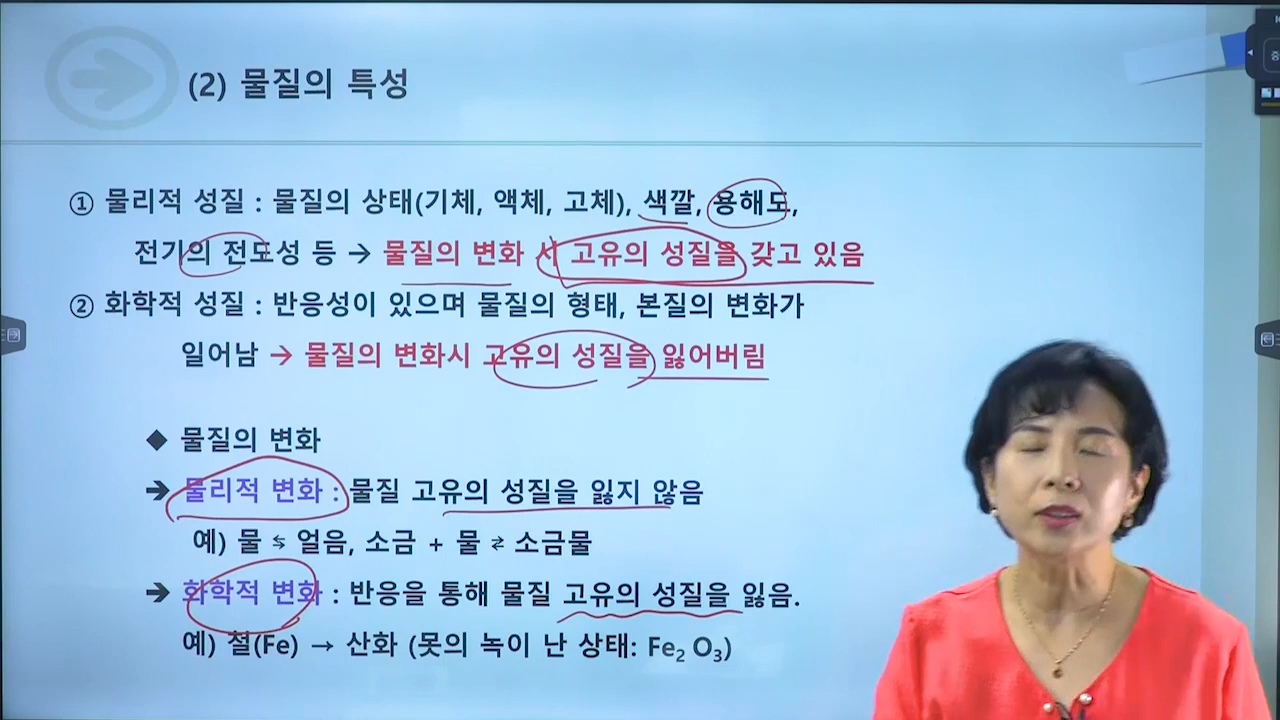 (2) 물질의 특성
① 물리적 성질 : 물질의 상태(기체, 액체, 고체), 색깔, 용해도,
전기의 전도성 등 → 물질의 변화 시 고유의 성질을 갖고 있음
② 화학적 성질 : 반응성이 있으며 물질의 형태, 본질의 변화가
일어남 → 물질의 변화시 고유의 성질을 잃어버림
◆ 물질의 변화
➔ 물리적 변화 : 물질 고유의 성질을 잃지 않음
예) 물 ⇆ 얼음, 소금 + 물 ⇄ 소금물
➔ 화학적 변화 : 반응을 통해 물질 고유의 성질을 잃음.
예) 철(Fe) → 산화 (못의 녹이 난 상태: Fe₂ O₃)